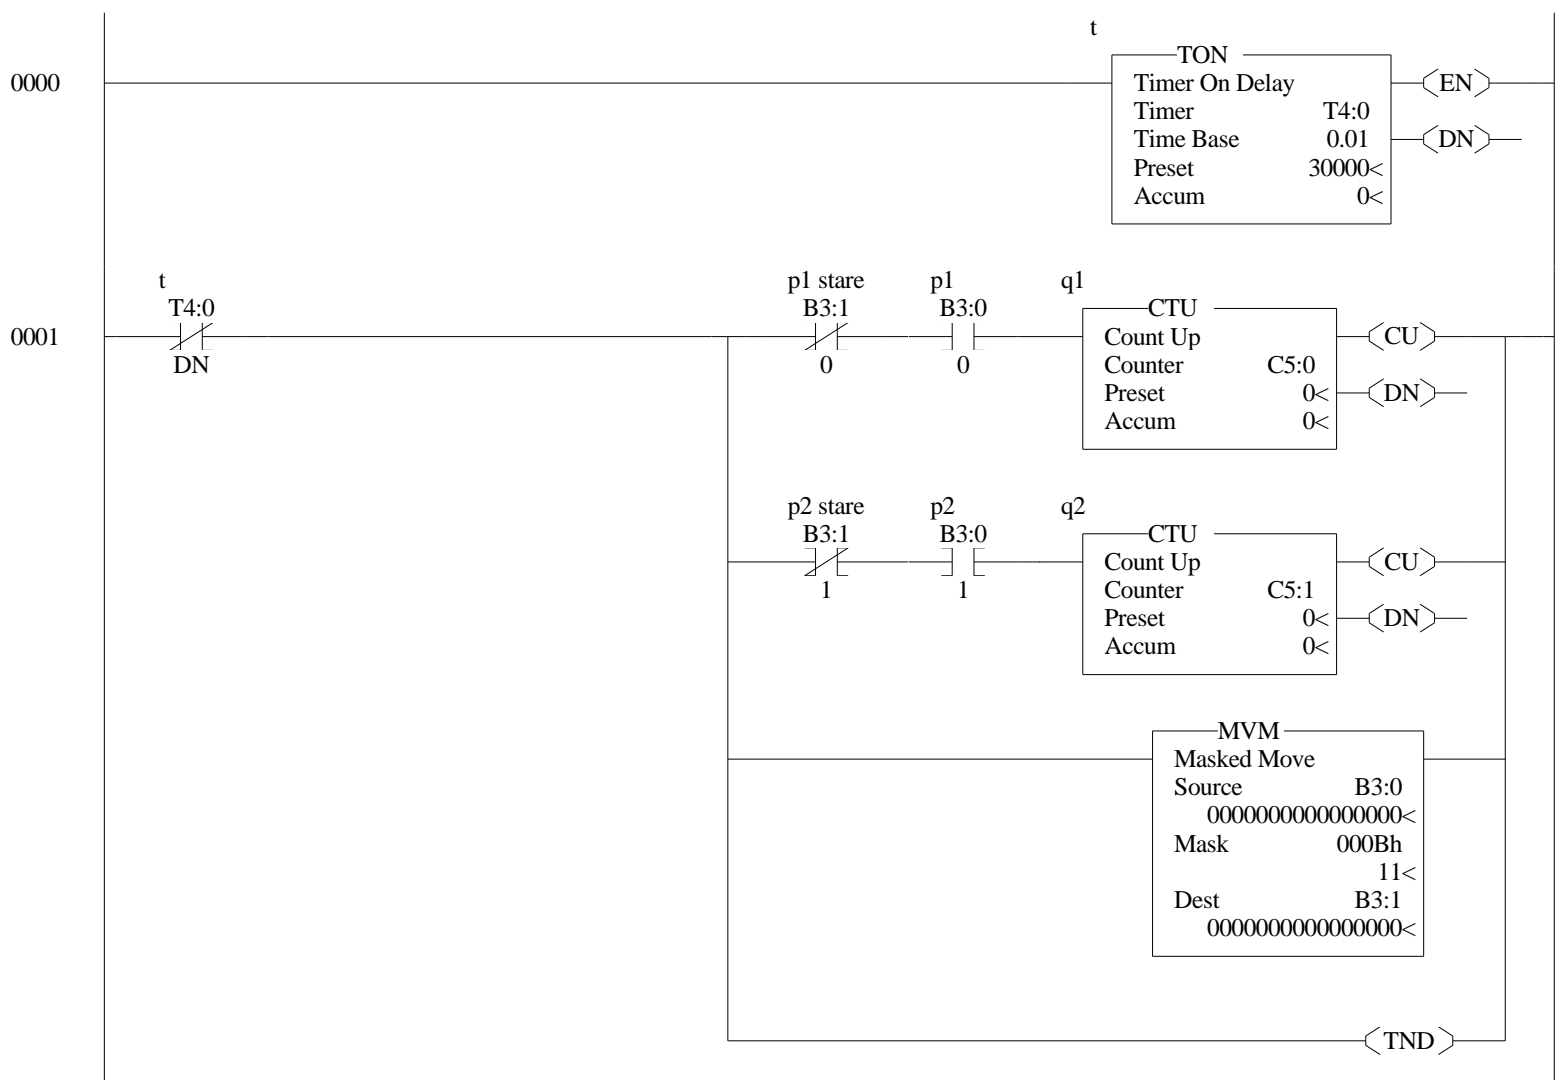 t
TON
0000
Timer On Delay
EN
Timer T4:0
Time Base 0.01
DN
Preset 30000<
Accum 0<
t
T4:0
DN
0001
p1 stare
B3:1
0
p1
B3:0
0
q1
CTU
Count Up
CU
Counter C5:0
Preset 0<
DN
Accum 0<
p2 stare
B3:1
1
p2
B3:0
1
q2
CTU
Count Up
CU
Counter C5:1
Preset 0<
DN
Accum 0<
MVM
Masked Move
Source B3:0
0000000000000000<
Mask 000Bh
11<
Dest B3:1
0000000000000000<
TND